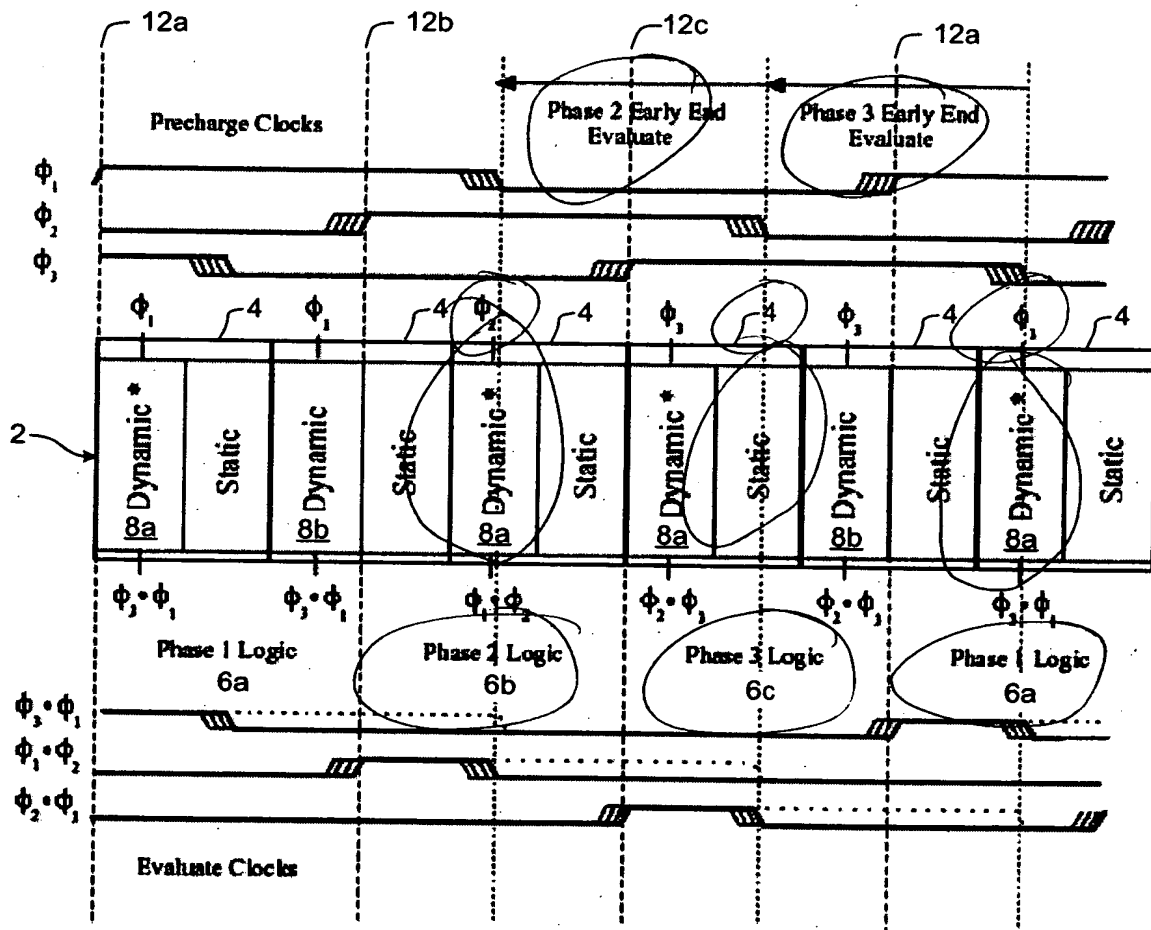 12a 12b 12c 12a
Precharge Clocks
Phase 2 Early End
Evaluate
Phase 3 Early End
Evaluate
ϕ₁
ϕ₂
ϕ₃
ϕ₁ 4 ϕ₁ 4 4 ϕ₃ 4 ϕ₃ 4 4
2
Dynamic* Static Dynamic Static Dynamic* Static Dynamic* Static Dynamic Static Dynamic* Static
8a 8b 8a 8a 8b 8a
ϕ₃•ϕ₁ ϕ₃•ϕ₁ ϕ₁•ϕ₂ ϕ₂•ϕ₃ ϕ₂•ϕ₃ ϕ₃•ϕ₁
Phase 1 Logic Phase 2 Logic Phase 3 Logic Phase 1 Logic
6a 6b 6c 6a
ϕ₃•ϕ₁
ϕ₁•ϕ₂
ϕ₂•ϕ₃
Evaluate Clocks